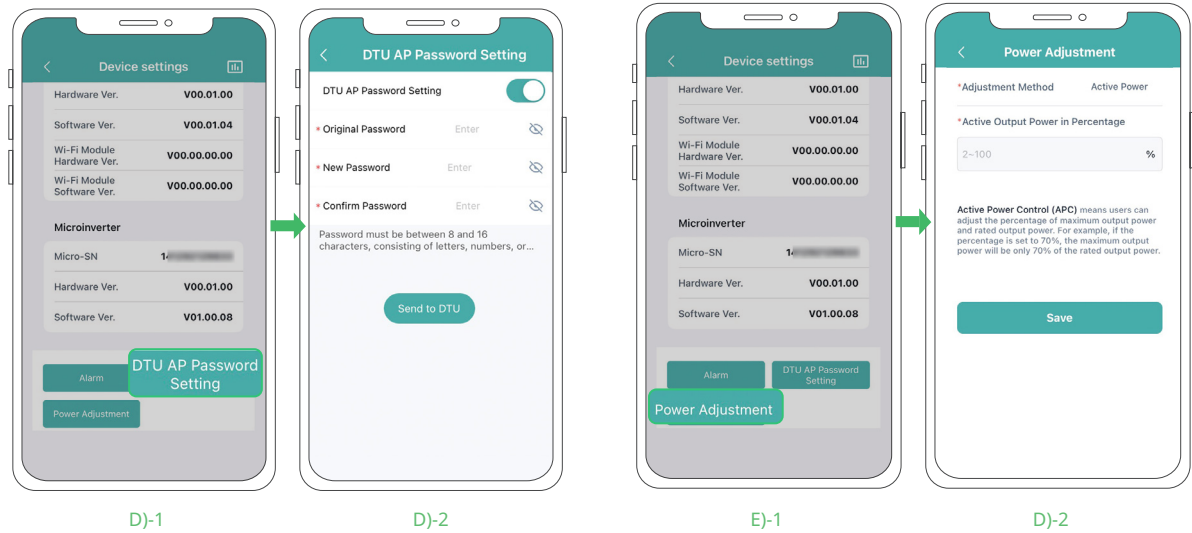 Device settings
Hardware Ver. V00.01.00
Software Ver. V00.01.04
Wi-Fi Module
Hardware Ver. V00.00.00.00
Wi-Fi Module
Software Ver. V00.00.00.00
Microinverter
Micro-SN
Hardware Ver. V00.01.00
Software Ver. V01.00.08
Alarm
DTU AP Password
Setting
Power Adjustment
D)-1
DTU AP Password Setting
DTU AP Password Setting
* Original Password Enter
* New Password Enter
* Confirm Password Enter
Password must be between 8 and 16
characters, consisting of letters, numbers, or...
Send to DTU
D)-2
Device settings
Hardware Ver. V00.01.00
Software Ver. V00.01.04
Wi-Fi Module
Hardware Ver. V00.00.00.00
Wi-Fi Module
Software Ver. V00.00.00.00
Microinverter
Micro-SN
Hardware Ver. V00.01.00
Software Ver. V01.00.08
Alarm
DTU AP Password
Setting
Power Adjustment
E)-1
Power Adjustment
*Adjustment Method Active Power
*Active Output Power in Percentage
2~100 %
Active Power Control (APC) means users can
adjust the percentage of maximum output power
and rated output power. For example, if the
percentage is set to 70%, the maximum output
power will be only 70% of the rated output power.
Save
D)-2